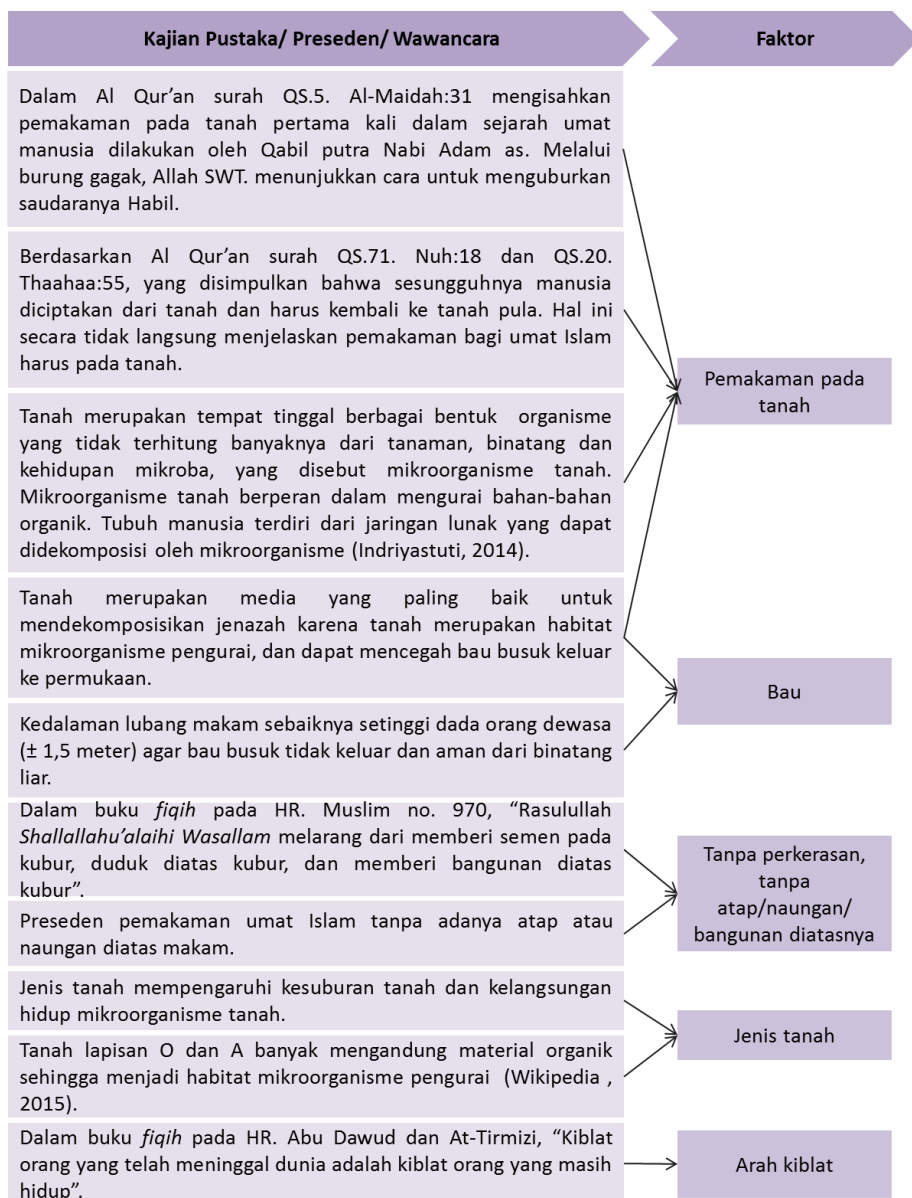 Kajian Pustaka/ Preseden/ Wawancara
Faktor
Dalam Al Qur’an surah QS.5. Al-Maidah:31 mengisahkan
pemakaman pada tanah pertama kali dalam sejarah umat
manusia dilakukan oleh Qabil putra Nabi Adam as. Melalui
burung gagak, Allah SWT. menunjukkan cara untuk menguburkan
saudaranya Habil.
Berdasarkan Al Qur’an surah QS.71. Nuh:18 dan QS.20.
Thaahaa:55, yang disimpulkan bahwa sesungguhnya manusia
diciptakan dari tanah dan harus kembali ke tanah pula. Hal ini
secara tidak langsung menjelaskan pemakaman bagi umat Islam
harus pada tanah.
Tanah merupakan tempat tinggal berbagai bentuk organisme
yang tidak terhitung banyaknya dari tanaman, binatang dan
kehidupan mikroba, yang disebut mikroorganisme tanah.
Mikroorganisme tanah berperan dalam mengurai bahan-bahan
organik. Tubuh manusia terdiri dari jaringan lunak yang dapat
didekomposisi oleh mikroorganisme (Indriyastuti, 2014).
Pemakaman pada
tanah
Tanah merupakan media yang paling baik untuk
mendekomposisikan jenazah karena tanah merupakan habitat
mikroorganisme pengurai, dan dapat mencegah bau busuk keluar
ke permukaan.
Kedalaman lubang makam sebaiknya setinggi dada orang dewasa
(± 1,5 meter) agar bau busuk tidak keluar dan aman dari binatang
liar.
Bau
Dalam buku fiqih pada HR. Muslim no. 970, “Rasulullah
Shallallahu’alaihi Wasallam melarang dari memberi semen pada
kubur, duduk diatas kubur, dan memberi bangunan diatas
kubur”.
Preseden pemakaman umat Islam tanpa adanya atap atau
naungan diatas makam.
Tanpa perkerasan,
tanpa
atap/naungan/
bangunan diatasnya
Jenis tanah mempengaruhi kesuburan tanah dan kelangsungan
hidup mikroorganisme tanah.
Tanah lapisan O dan A banyak mengandung material organik
sehingga menjadi habitat mikroorganisme pengurai (Wikipedia ,
2015).
Jenis tanah
Dalam buku fiqih pada HR. Abu Dawud dan At-Tirmizi, “Kiblat
orang yang telah meninggal dunia adalah kiblat orang yang masih
hidup”.
Arah kiblat